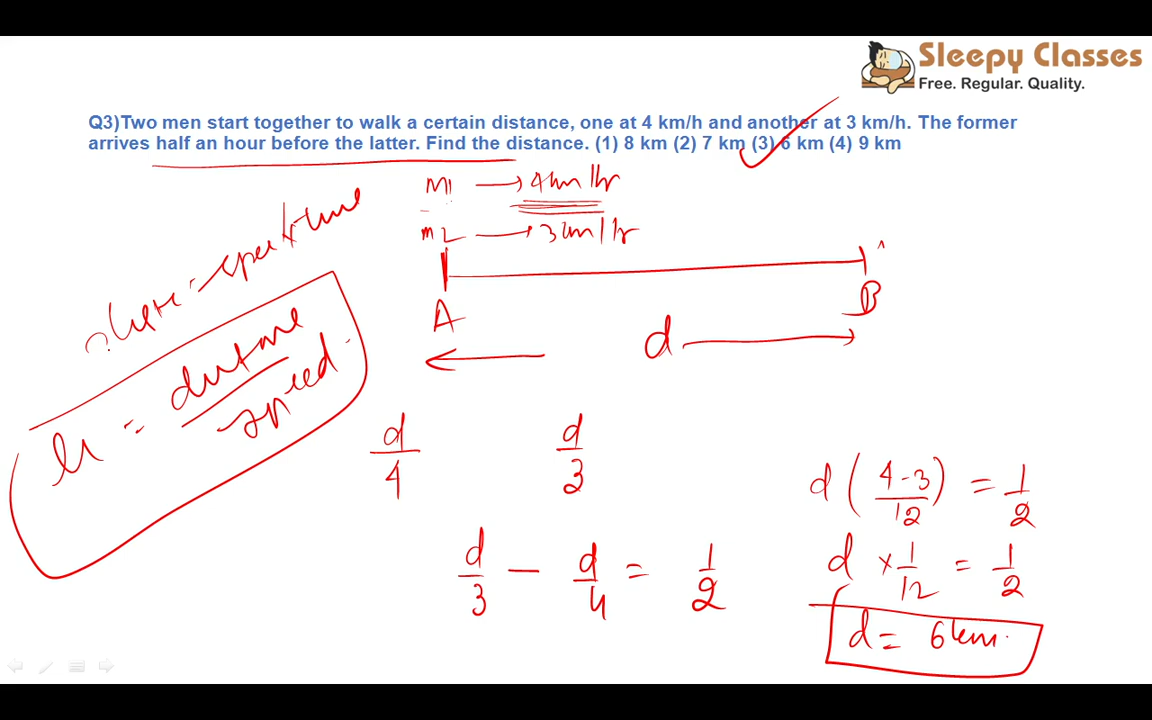 Sleepy Classes
Free. Regular. Quality.
Q3)Two men start together to walk a certain distance, one at 4 km/h and another at 3 km/h. The former
arrives half an hour before the latter. Find the distance. (1) 8 km (2) 7 km (3) 6 km (4) 9 km
M1 → 4km/hr
M2 → 3km/hr
A
B
d
speed
d/4
d/3
d/3 - d/4 = 1/2
d (4-3/12) = 1/2
d × 1/12 = 1/2
d = 6km